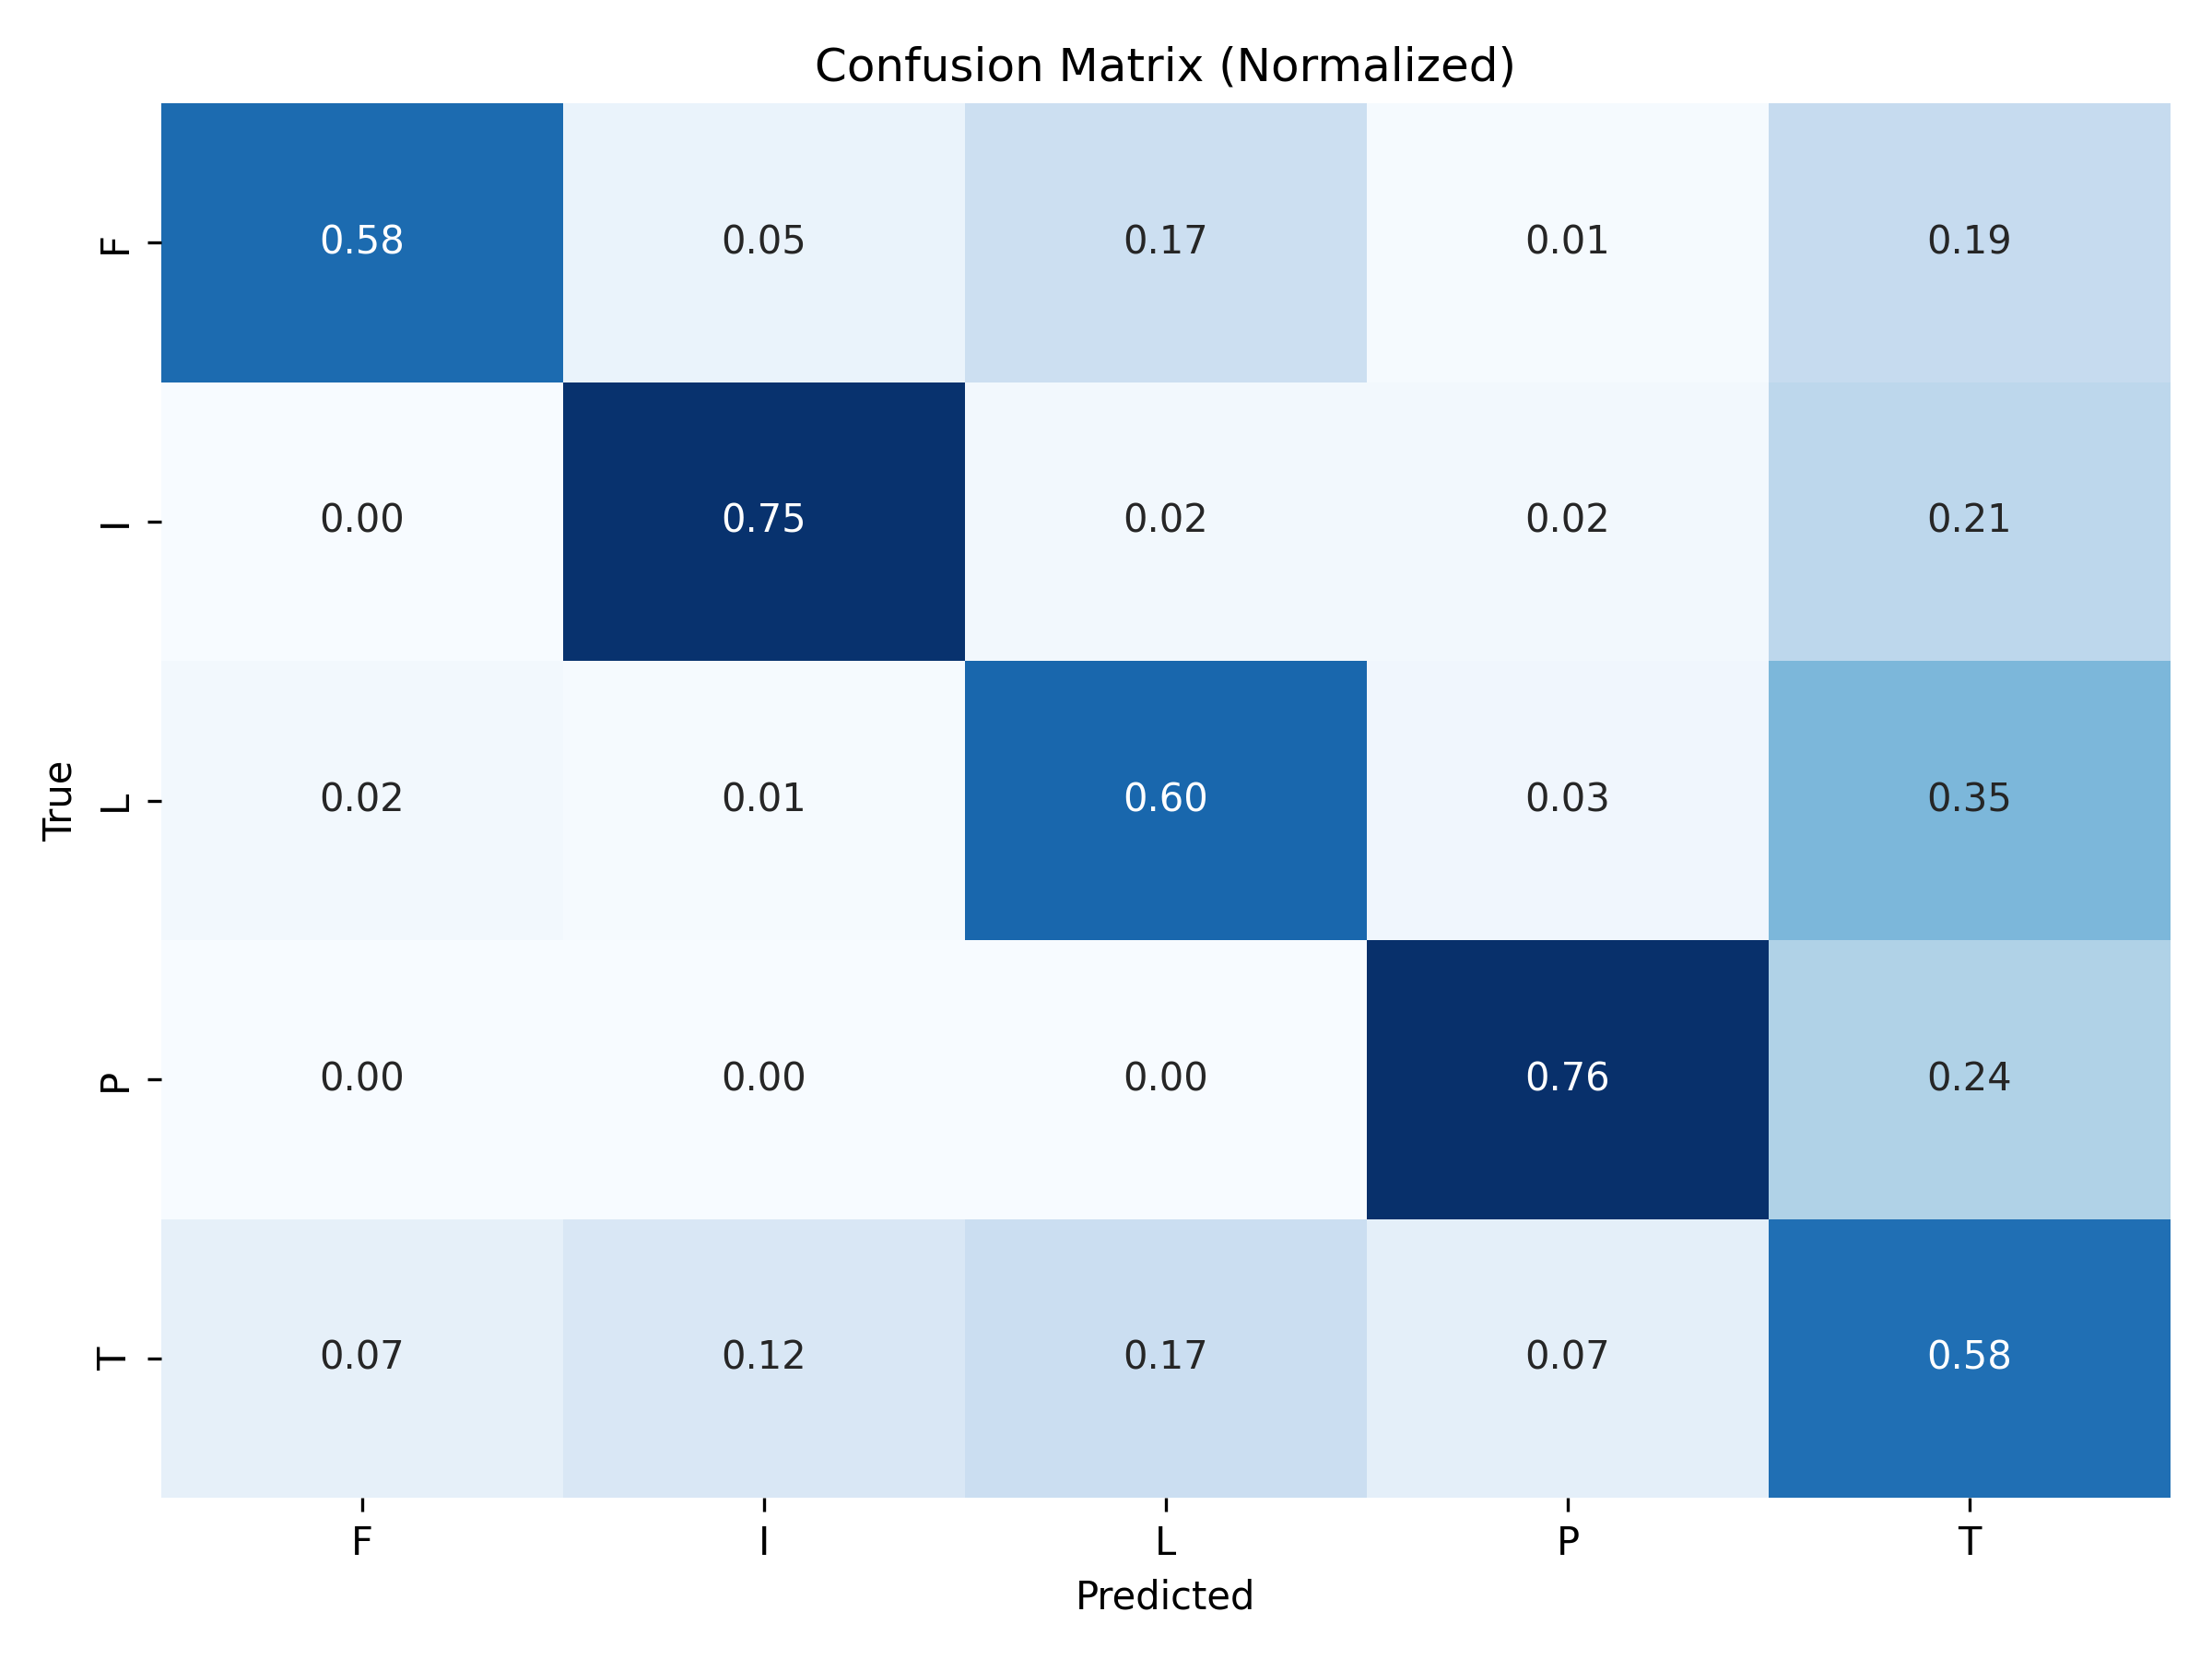 Confusion Matrix (Normalized)
F 0.58 0.05 0.17 0.01 0.19
I 0.00 0.75 0.02 0.02 0.21
L 0.02 0.01 0.60 0.03 0.35
P 0.00 0.00 0.00 0.76 0.24
T 0.07 0.12 0.17 0.07 0.58
True
F I L P T
Predicted